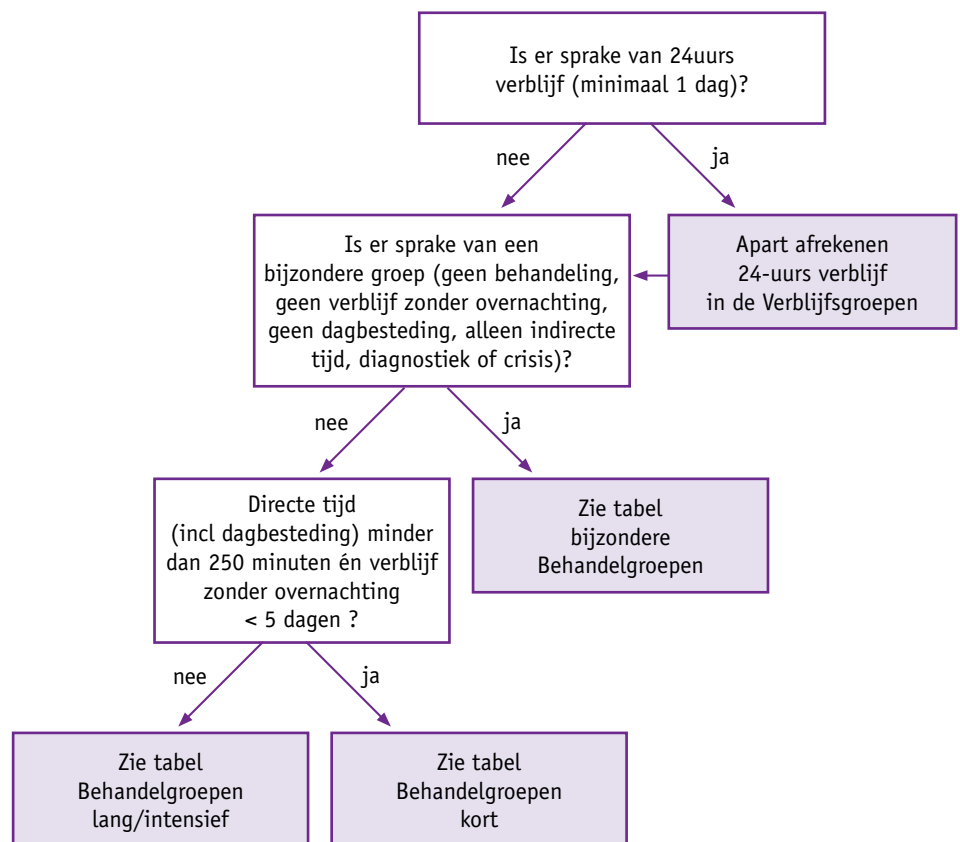 Is er sprake van 24uurs
verblijf (minimaal 1 dag)?
nee
ja
Is er sprake van een
bijzondere groep (geen behandeling,
geen verblijf zonder overnachting,
geen dagbesteding, alleen indirecte
tijd, diagnostiek of crisis)?
Apart afrekenen
24-uurs verblijf
in de Verblijfsgroepen
nee
ja
Directe tijd
(incl dagbesteding) minder
dan 250 minuten én verblijf
zonder overnachting
< 5 dagen ?
Zie tabel
bijzondere
Behandelgroepen
nee
ja
Zie tabel
Behandelgroepen
lang/intensief
Zie tabel
Behandelgroepen
kort